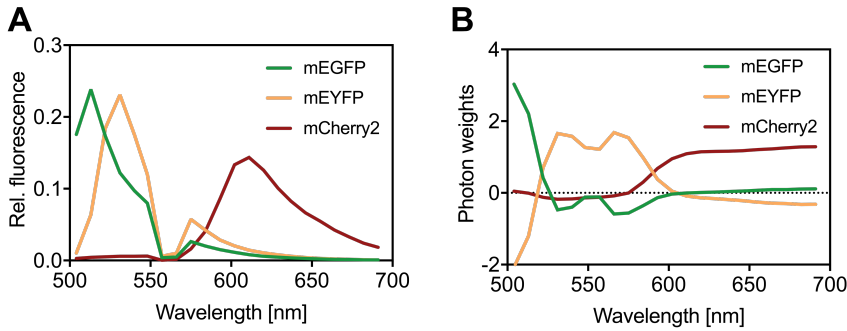 A
0.3
0.2
0.1
0.0
Rel. fluorescence
mEGFP
mEYFP
mCherry2
500
550
600
650
700
Wavelength [nm]
B
4
2
0
-2
Photon weights
mEGFP
mEYFP
mCherry2
500
550
600
650
700
Wavelength [nm]